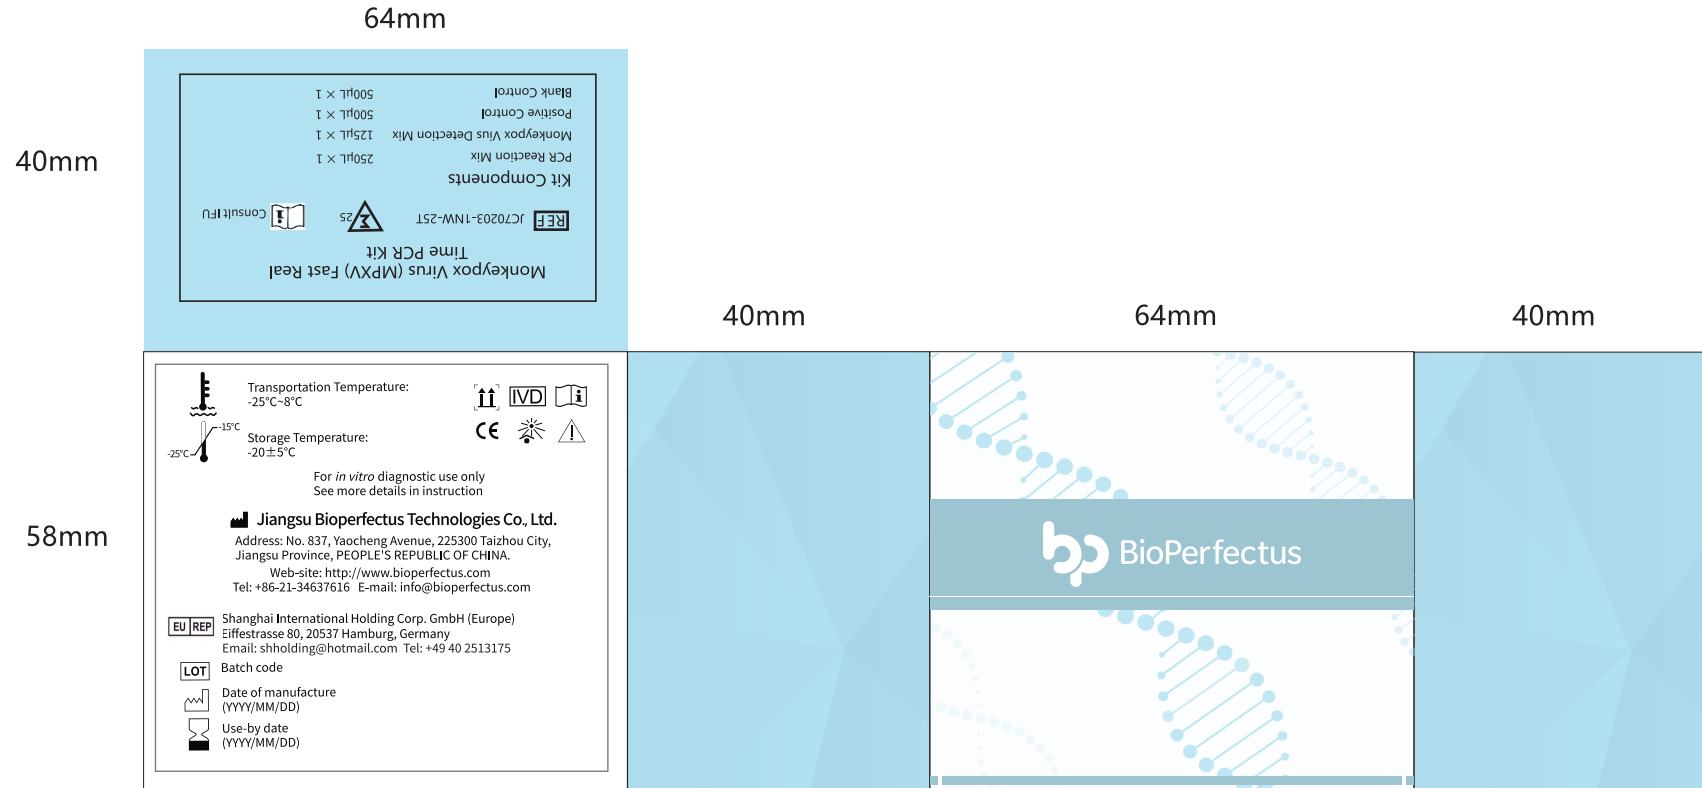 64mm
40mm
Monkeypox Virus (MPXV) Fast Real
Time PCR Kit
REF JC70203-1NW-25T Σ 25 Consult IFU
Kit Components
PCR Reaction Mix 250μL × 1
Monkeypox Vius Detection Mix 125μL × 1
Positive Control 500μL × 1
Blank Control 500μL × 1
40mm
64mm
40mm
58mm
Transportation Temperature:
-25°C~8°C
-15°C
-25°C
Storage Temperature:
-20±5°C
IVD
CE
For in vitro diagnostic use only
See more details in instruction
Jiangsu Bioperfectus Technologies Co., Ltd.
Address: No. 837, Yaocheng Avenue, 225300 Taizhou City,
Jiangsu Province, PEOPLE'S REPUBLIC OF CHINA.
Web-site: http://www.bioperfectus.com
Tel: +86-21-34637616 E-mail: info@bioperfectus.com
EU REP
Shanghai International Holding Corp. GmbH (Europe)
Eiffestrasse 80, 20537 Hamburg, Germany
Email: shholding@hotmail.com Tel: +49 40 2513175
LOT Batch code
Date of manufacture
(YYYY/MM/DD)
Use-by date
(YYYY/MM/DD)
bp BioPerfectus